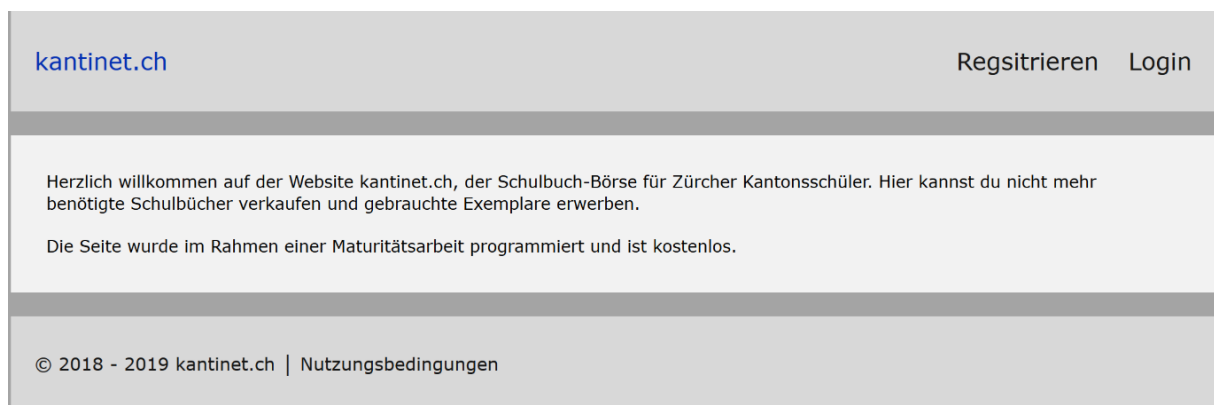 kantinet.ch Regsitrieren Login
Herzlich willkommen auf der Website kantinet.ch, der Schulbuch-Börse für Zürcher Kantonsschüler. Hier kannst du nicht mehr
benötigte Schulbücher verkaufen und gebrauchte Exemplare erwerben.
Die Seite wurde im Rahmen einer Maturitätsarbeit programmiert und ist kostenlos.
© 2018 - 2019 kantinet.ch | Nutzungsbedingungen